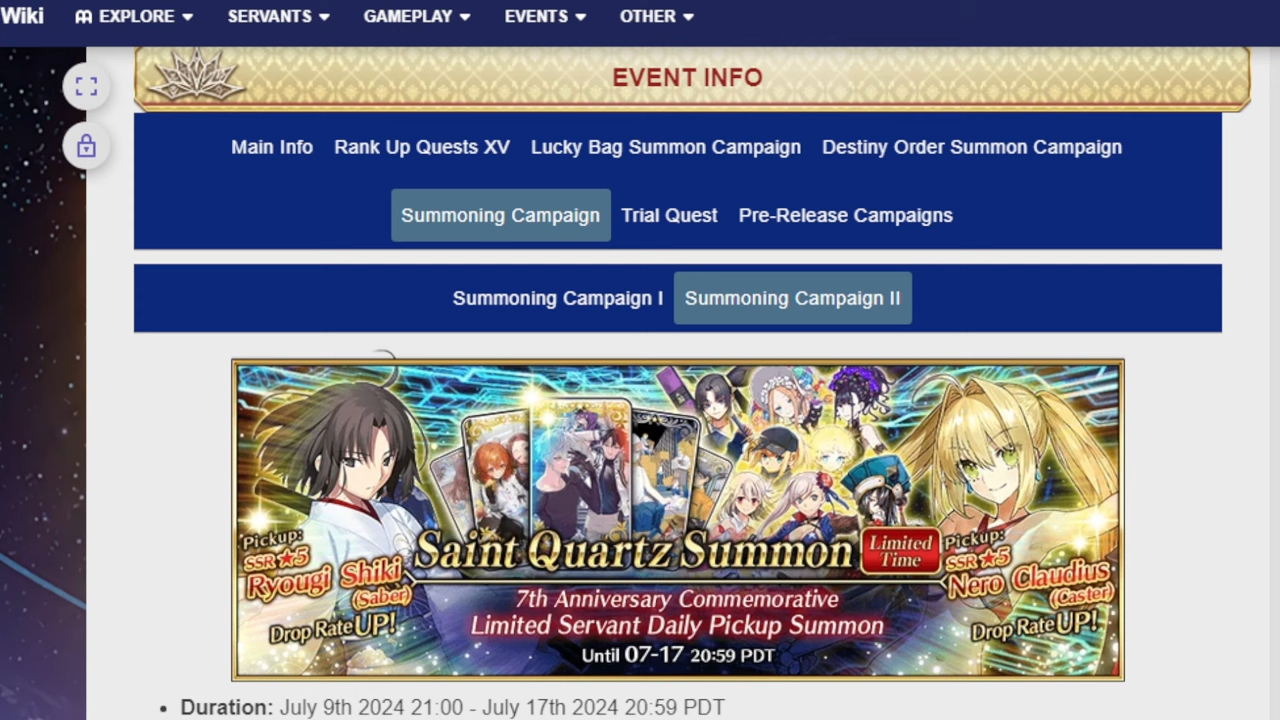 Wiki EXPLORE SERVANTS GAMEPLAY EVENTS OTHER
EVENT INFO
Main Info Rank Up Quests XV Lucky Bag Summon Campaign Destiny Order Summon Campaign
Summoning Campaign Trial Quest Pre-Release Campaigns
Summoning Campaign I Summoning Campaign II
Pickup:
SSR ★5
Ryougi Shiki
(Saber)
Drop Rate UP!
Saint Quartz Summon
Limited
Time
7th Anniversary Commemorative
Limited Servant Daily Pickup Summon
Until 07-17 20:59 PDT
Pickup:
SSR ★5
Nero Claudius
(Caster)
Drop Rate UP!
• Duration: July 9th 2024 21:00 - July 17th 2024 20:59 PDT